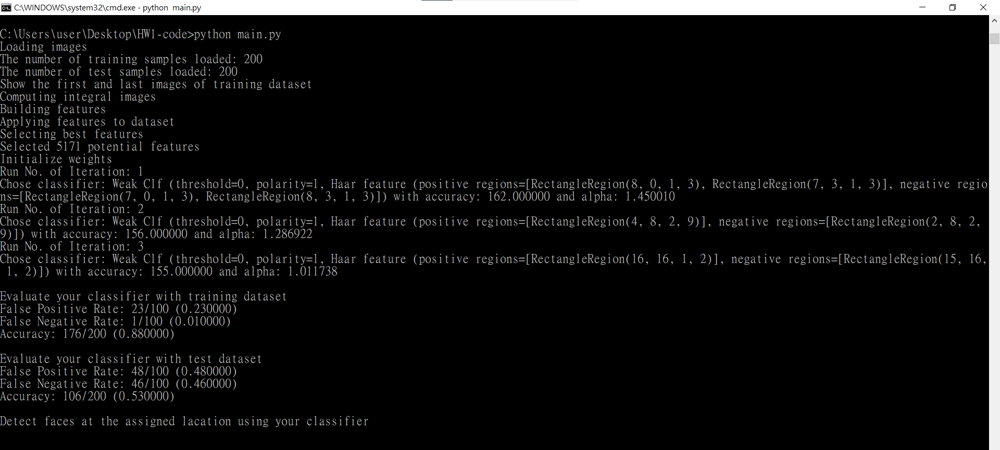 C:\WINDOWS\system32\cmd.exe - python  main.py
C:\Users\user\Desktop\HW1-code>python main.py
Loading images
The number of training samples loaded: 200
The number of test samples loaded: 200
Show the first and last images of training dataset
Computing integral images
Building features
Applying features to dataset
Selecting best features
Selected 5171 potential features
Initialize weights
Run No. of Iteration: 1
Chose classifier: Weak Clf (threshold=0, polarity=1, Haar feature (positive regions=[RectangleRegion(8, 0, 1, 3), RectangleRegion(7, 3, 1, 3)], negative regio
ns=[RectangleRegion(7, 0, 1, 3), RectangleRegion(8, 3, 1, 3)]) with accuracy: 162.000000 and alpha: 1.450010
Run No. of Iteration: 2
Chose classifier: Weak Clf (threshold=0, polarity=1, Haar feature (positive regions=[RectangleRegion(4, 8, 2, 9)], negative regions=[RectangleRegion(2, 8, 2,
9)]) with accuracy: 156.000000 and alpha: 1.286922
Run No. of Iteration: 3
Chose classifier: Weak Clf (threshold=0, polarity=1, Haar feature (positive regions=[RectangleRegion(16, 16, 1, 2)], negative regions=[RectangleRegion(15, 16,
 1, 2)]) with accuracy: 155.000000 and alpha: 1.011738
Evaluate your classifier with training dataset
False Positive Rate: 23/100 (0.230000)
False Negative Rate: 1/100 (0.010000)
Accuracy: 176/200 (0.880000)
Evaluate your classifier with test dataset
False Positive Rate: 48/100 (0.480000)
False Negative Rate: 46/100 (0.460000)
Accuracy: 106/200 (0.530000)
Detect faces at the assigned lacation using your classifier